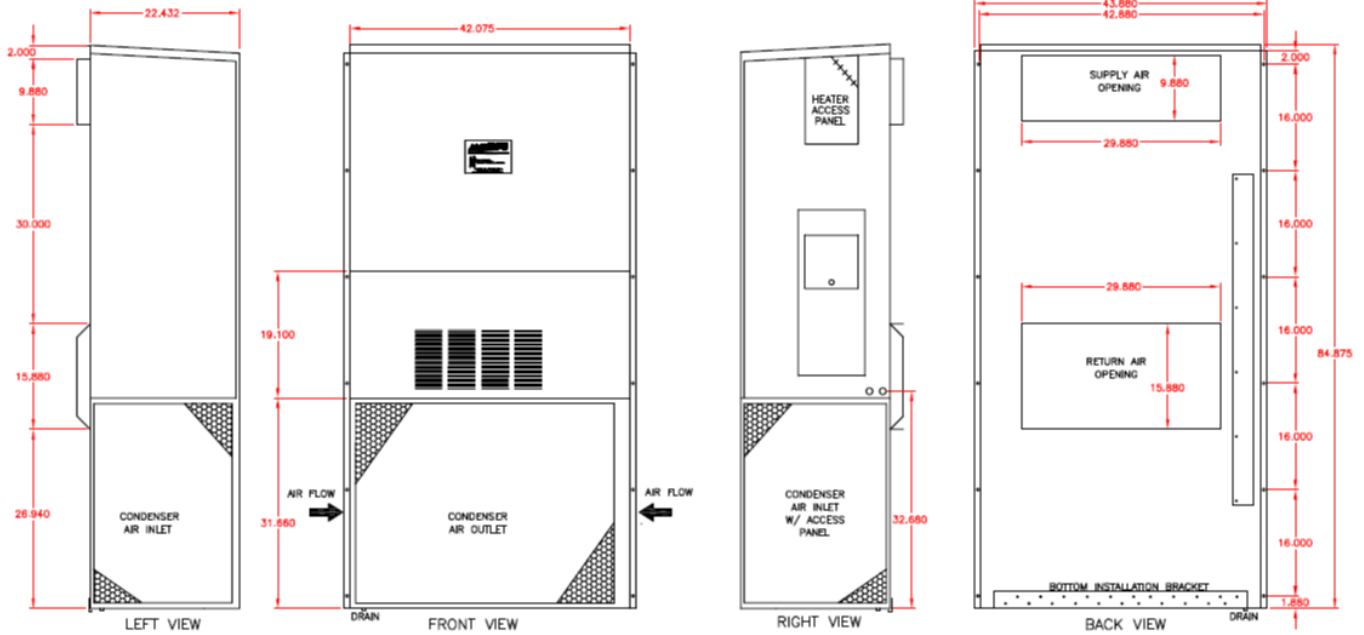 22.432
2.000
9.880
30.000
15.880
26.940
CONDENSER
AIR INLET
LEFT VIEW
42.075
19.100
31.660
AIR FLOW
CONDENSER
AIR OUTLET
AIR FLOW
DRAIN
FRONT VIEW
HEATER
ACCESS
PANEL
CONDENSER
AIR INLET
W/ ACCESS
PANEL
32.680
RIGHT VIEW
43.880
42.880
SUPPLY AIR
OPENING
9.880
29.880
29.880
RETURN AIR
OPENING
15.880
2.000
16.000
16.000
16.000
16.000
16.000
1.880
84.875
BOTTOM INSTALLATION BRACKET
DRAIN
BACK VIEW